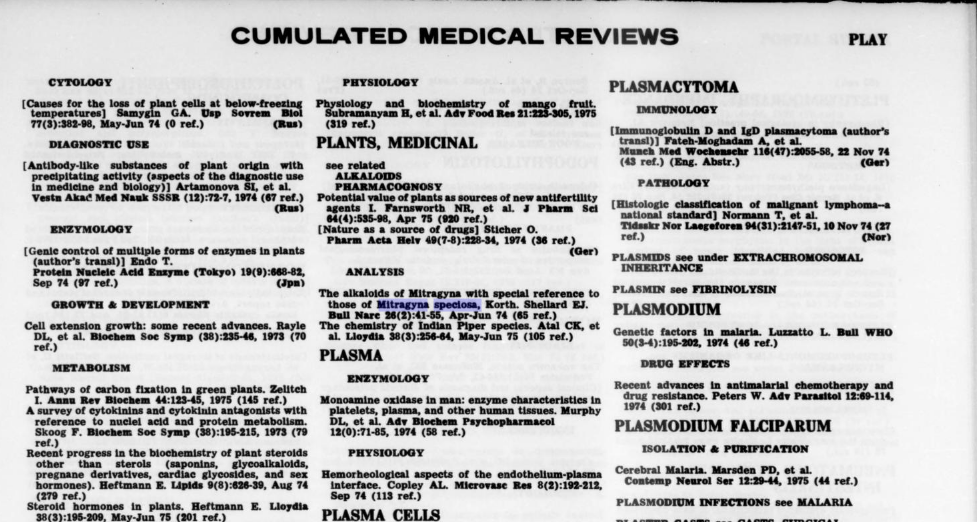 CUMULATED MEDICAL REVIEWS
PLAY
CYTOLOGY
[Causes for the loss of plant cells at below-freezing
temperatures] Samygin GA. Usp Sovrem Biol
77(3):382-98, May-Jun 74 (0 ref.) (Rus)
DIAGNOSTIC USE
[Antibody-like substances of plant origin with
precipitating activity (aspects of the diagnostic use
in medicine and biology)] Artamonova SI, et al.
Vestn Akad Med Nauk SSSR (12):72-7, 1974 (67 ref.)
(Rus)
ENZYMOLOGY
[Genic control of multiple forms of enzymes in plants
(author's transl)] Endo T.
Protein Nucleic Acid Enzyme (Tokyo) 19(9):668-82,
Sep 74 (97 ref.) (Jpn)
GROWTH & DEVELOPMENT
Cell extension growth: some recent advances. Rayle
DL, et al. Biochem Soc Symp (38):235-46, 1973 (70
ref.)
METABOLISM
Pathways of carbon fixation in green plants. Zelitch
I. Annu Rev Biochem 44:123-45, 1975 (145 ref.)
A survey of cytokinins and cytokinin antagonists with
reference to nuclei acid and protein metabolism.
Skoog F. Biochem Soc Symp (38):195-215, 1973 (79
ref.)
Recent progress in the biochemistry of plant steroids
other than sterols (saponins, glycoalkaloids,
pregnane derivatives, cardiac glycosides, and sex
hormones). Heftmann E. Lipids 9(8):626-39, Aug 74
(279 ref.)
Steroid hormones in plants. Heftmann E. Lloydia
38(3):195-209, May-Jun 75 (201 ref.)
PHYSIOLOGY
Physiology and biochemistry of mango fruit.
Subramanyam H, et al. Adv Food Res 21:223-305, 1975
(319 ref.)
PLANTS, MEDICINAL
see related
ALKALOIDS
PHARMACOGNOSY
Potential value of plants as sources of new antifertility
agents I. Farnsworth NR, et al. J Pharm Sci
64(4):535-98, Apr 75 (920 ref.)
[Nature as a source of drugs] Sticher O.
Pharm Acta Helv 49(7-8):228-34, 1974 (36 ref.)
(Ger)
ANALYSIS
The alkaloids of Mitragyna with special reference to
those of Mitragyna speciosa, Korth. Shellard EJ.
Bull Narc 26(2):41-55, Apr-Jun 74 (65 ref.)
The chemistry of Indian Piper species. Atal CK, et
al. Lloydia 38(3):256-64, May-Jun 75 (105 ref.)
PLASMA
ENZYMOLOGY
Monoamine oxidase in man: enzyme characteristics in
platelets, plasma, and other human tissues. Murphy
DL, et al. Adv Biochem Psychopharmacol
12(0):71-85, 1974 (58 ref.)
PHYSIOLOGY
Hemorheological aspects of the endothelium-plasma
interface. Copley AL. Microvasc Res 8(2):192-212,
Sep 74 (113 ref.)
PLASMA CELLS
PLASMACYTOMA
IMMUNOLOGY
[Immunoglobulin D and IgD plasmacytoma (author's
transl)] Fateh-Moghadam A, et al.
Munch Med Wochenschr 116(47):2055-58, 22 Nov 74
(43 ref.) (Eng. Abstr.) (Ger)
PATHOLOGY
[Histologic classification of malignant lymphoma--a
national standard] Normann T, et al.
Tidsskr Nor Laegeforen 94(31):2147-51, 10 Nov 74 (27
ref.) (Nor)
PLASMIDS see under EXTRACHROMOSOMAL
INHERITANCE
PLASMIN see FIBRINOLYSIN
PLASMODIUM
Genetic factors in malaria. Luzzatto L. Bull WHO
50(3-4):195-202, 1974 (46 ref.)
DRUG EFFECTS
Recent advances in antimalarial chemotherapy and
drug resistance. Peters W. Adv Parasitol 12:69-114,
1974 (301 ref.)
PLASMODIUM FALCIPARUM
ISOLATION & PURIFICATION
Cerebral Malaria. Marsden PD, et al.
Contemp Neurol Ser 12:29-44, 1975 (44 ref.)
PLASMODIUM INFECTIONS see MALARIA